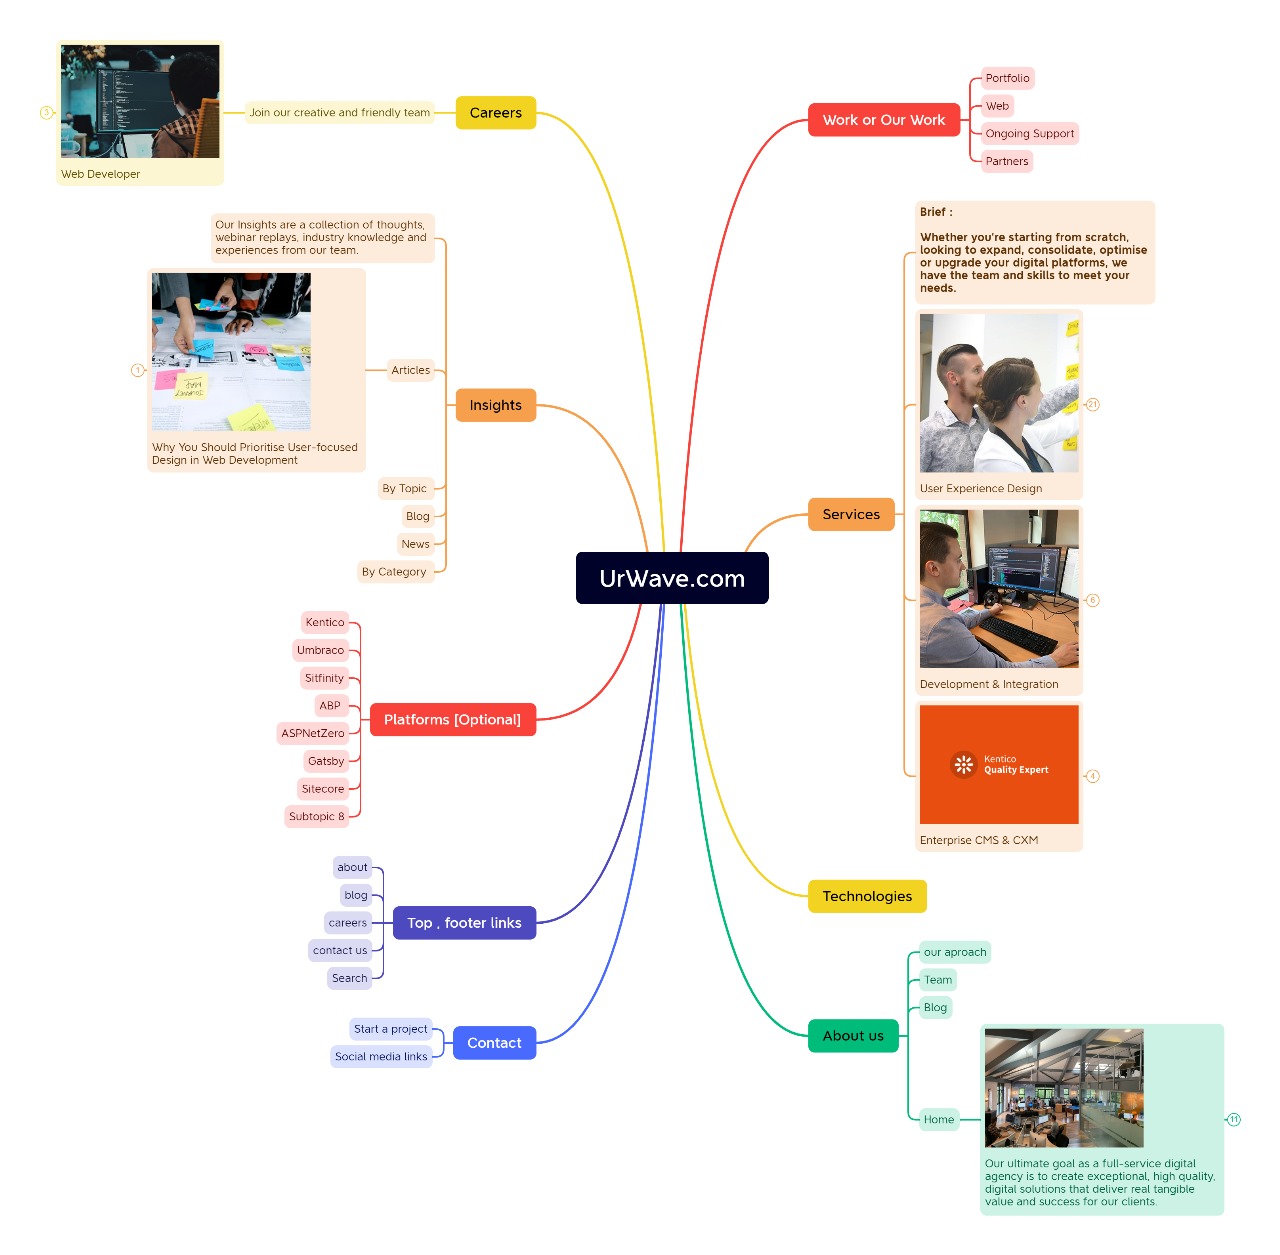 UrWave.com
Work or Our Work
Portfolio
Web
Ongoing Support
Partners
Services
Brief :
Whether you're starting from scratch,
looking to expand, consolidate, optimise
or upgrade your digital platforms, we
have the team and skills to meet your
needs.
User Experience Design
21
Development & Integration
6
Kentico
Quality Expert
Enterprise CMS & CXM
4
Technologies
About us
our aproach
Team
Blog
Home
Our ultimate goal as a full-service digital
agency is to create exceptional, high quality,
digital solutions that deliver real tangible
value and success for our clients.
11
Careers
Join our creative and friendly team
Web Developer
3
Insights
Our Insights are a collection of thoughts,
webinar replays, industry knowledge and
experiences from our team.
Articles
Why You Should Prioritise User-focused
Design in Web Development
1
By Topic
Blog
News
By Category
Platforms [Optional]
Kentico
Umbraco
Sitfinity
ABP
ASPNetZero
Gatsby
Sitecore
Subtopic 8
Top , footer links
about
blog
careers
contact us
Search
Contact
Start a project
Social media links